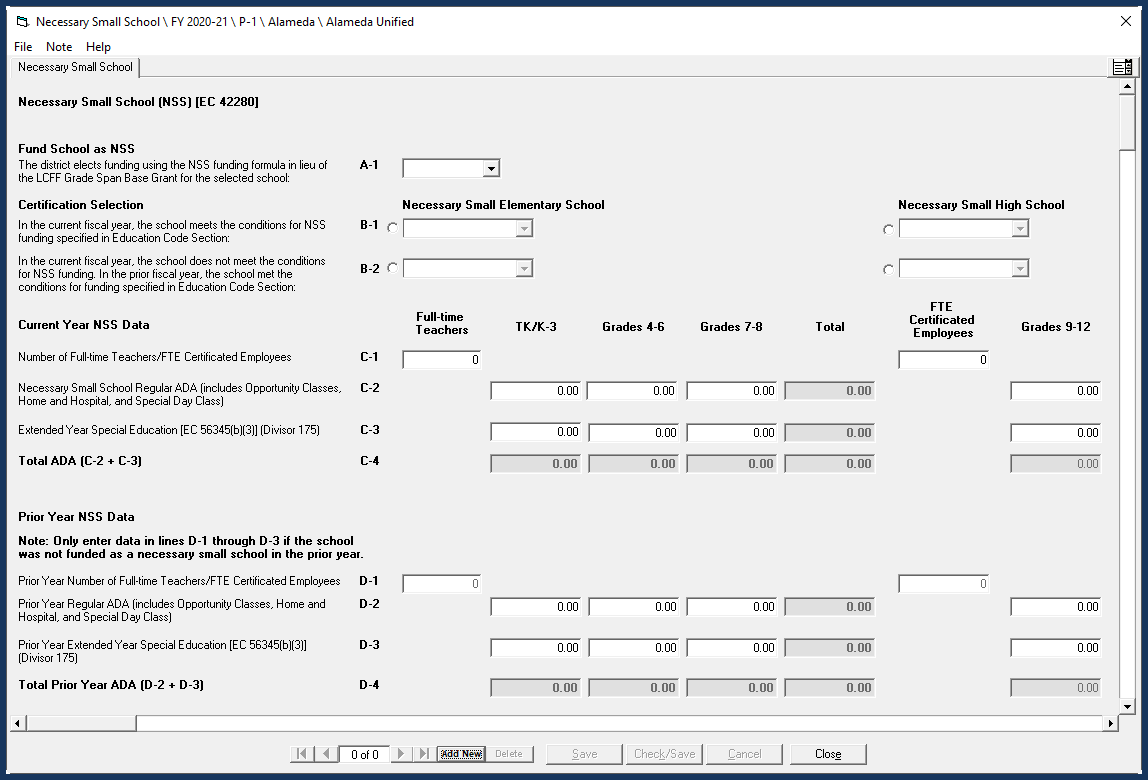 Necessary Small School \ FY 2020-21 \ P-1 \ Alameda \ Alameda Unified
File Note Help
Necessary Small School
Necessary Small School (NSS) [EC 42280]
Fund School as NSS
The district elects funding using the NSS funding formula in lieu of
the LCFF Grade Span Base Grant for the selected school:
A-1
Certification Selection
Necessary Small Elementary School
Necessary Small High School
In the current fiscal year, the school meets the conditions for NSS
funding specified in Education Code Section:
B-1
In the current fiscal year, the school does not meet the conditions
for NSS funding. In the prior fiscal year, the school met the
conditions for funding specified in Education Code Section:
B-2
Current Year NSS Data
Full-time
Teachers
TK/K-3
Grades 4-6
Grades 7-8
Total
FTE
Certificated
Employees
Grades 9-12
Number of Full-time Teachers/FTE Certificated Employees C-1 0 0
Necessary Small School Regular ADA (includes Opportunity Classes,
Home and Hospital, and Special Day Class)
C-2 0.00 0.00 0.00 0.00 0.00
Extended Year Special Education [EC 56345(b)(3)] (Divisor 175) C-3 0.00 0.00 0.00 0.00 0.00
Total ADA (C-2 + C-3) C-4 0.00 0.00 0.00 0.00 0.00
Prior Year NSS Data
Note: Only enter data in lines D-1 through D-3 if the school
was not funded as a necessary small school in the prior year.
Prior Year Number of Full-time Teachers/FTE Certificated Employees D-1 0 0
Prior Year Regular ADA (includes Opportunity Classes, Home and
Hospital, and Special Day Class)
D-2 0.00 0.00 0.00 0.00 0.00
Prior Year Extended Year Special Education [EC 56345(b)(3)]
(Divisor 175)
D-3 0.00 0.00 0.00 0.00 0.00
Total Prior Year ADA (D-2 + D-3) D-4 0.00 0.00 0.00 0.00 0.00
0 of 0 Add New Delete Save Check/Save Cancel Close